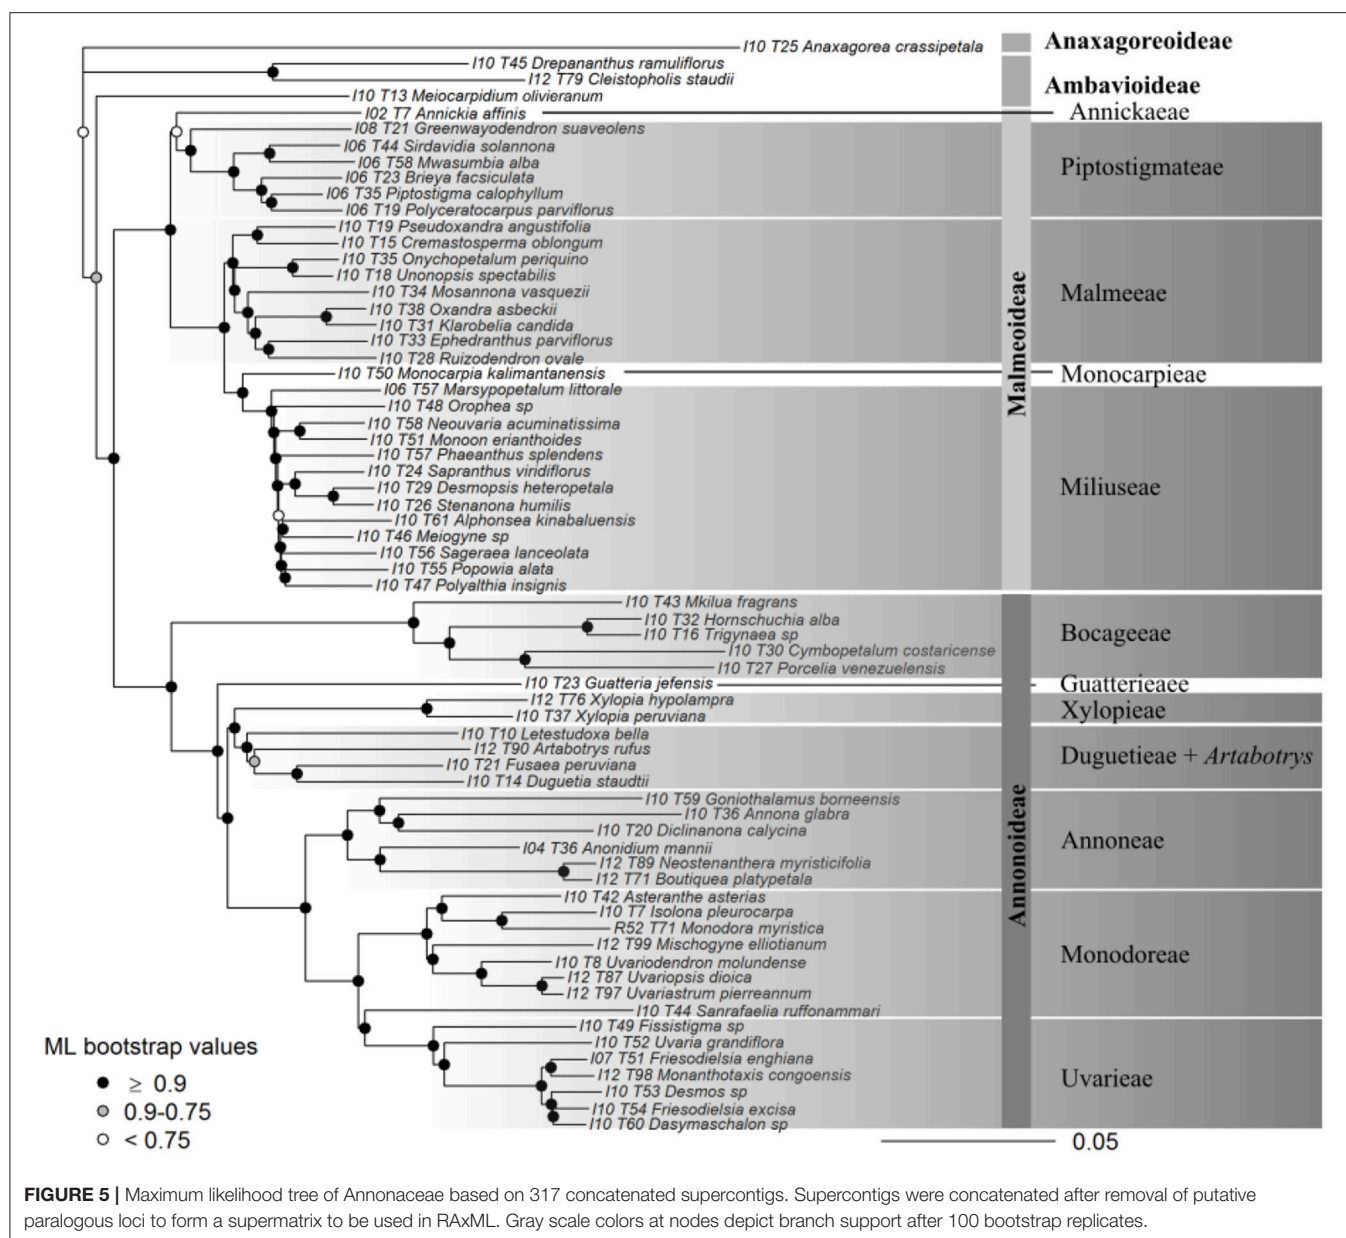 I10 T25 Anaxagorea crassipetala
Anaxagoreoideae
I10 T45 Drepananthus ramuliflorus
I12 T79 Cleistopholis staudii
Ambavioideae
I10 T13 Meiocarpidium olivieranum
I02 T7 Annickia affinis
Annickaeae
I08 T21 Greenwayodendron suaveolens
I06 T44 Sirdavidia solannona
I06 T58 Mwasumbia alba
Piptostigmateae
I06 T23 Brieya facsiculata
I06 T35 Piptostigma calophyllum
I06 T19 Polyceratocarpus parviflorus
I10 T19 Pseudoxandra angustifolia
I10 T15 Cremastosperma oblongum
I10 T35 Onychopetalum periquino
I10 T18 Unonopsis spectabilis
I10 T34 Mosannona vasquezii
Malmeeae
I10 T38 Oxandra asbeckii
I10 T31 Klarobelia candida
I10 T33 Ephedranthus parviflorus
I10 T28 Ruizodendron ovale
Malmeoideae
I10 T50 Monocarpia kalimantanensis
Monocarpieae
I06 T57 Marsypopetalum littorale
I10 T48 Orophea sp
I10 T58 Neouvaria acuminatissima
I10 T51 Monoon erianthoides
I10 T57 Phaeanthus splendens
I10 T24 Sapranthus viridiflorus
I10 T29 Desmopsis heteropetala
Miliuseae
I10 T26 Stenanona humilis
I10 T61 Alphonsea kinabaluensis
I10 T46 Meiogyne sp
I10 T56 Sageraea lanceolata
I10 T55 Popowia alata
I10 T47 Polyalthia insignis
I10 T43 Mkilua fragrans
I10 T32 Hornschuchia alba
I10 T16 Trigynaea sp
Bocageeae
I10 T30 Cymbopetalum costaricense
I10 T27 Porcelia venezuelensis
I10 T23 Guatteria jefensis
Guatterieaee
I12 T76 Xylopia hypolampra
I10 T37 Xylopia peruviana
Xylopieae
I10 T10 Letestudoxa bella
I12 T90 Artabotrys rufus
Duguetieae + Artabotrys
I10 T21 Fusaea peruviana
I10 T14 Duguetia staudtii
I10 T59 Goniothalamus borneensis
I10 T36 Annona glabra
I10 T20 Diclinanona calycina
Annoneae
I04 T36 Anonidium mannii
I12 T89 Neostenanthera myristicifolia
I12 T71 Boutiquea platypetala
Annonoideae
I10 T42 Asteranthe asterias
I10 T7 Isolona pleurocarpa
R52 T71 Monodora myristica
I12 T99 Mischogyne elliotianum
Monodoreae
I10 T8 Uvariodendron molundense
I12 T87 Uvariopsis dioica
I12 T97 Uvariastrum pierreannum
I10 T44 Sanrafaelia ruffonammari
I10 T49 Fissistigma sp
I10 T52 Uvaria grandiflora
I07 T51 Friesodielsia enghiana
I12 T98 Monanthotaxis congoensis
Uvarieae
I10 T53 Desmos sp
I10 T54 Friesodielsia excisa
I10 T60 Dasymaschalon sp
ML bootstrap values
≥ 0.9
0.9-0.75
< 0.75
0.05
FIGURE 5 | Maximum likelihood tree of Annonaceae based on 317 concatenated supercontigs. Supercontigs were concatenated after removal of putative
paralogous loci to form a supermatrix to be used in RAxML. Gray scale colors at nodes depict branch support after 100 bootstrap replicates.